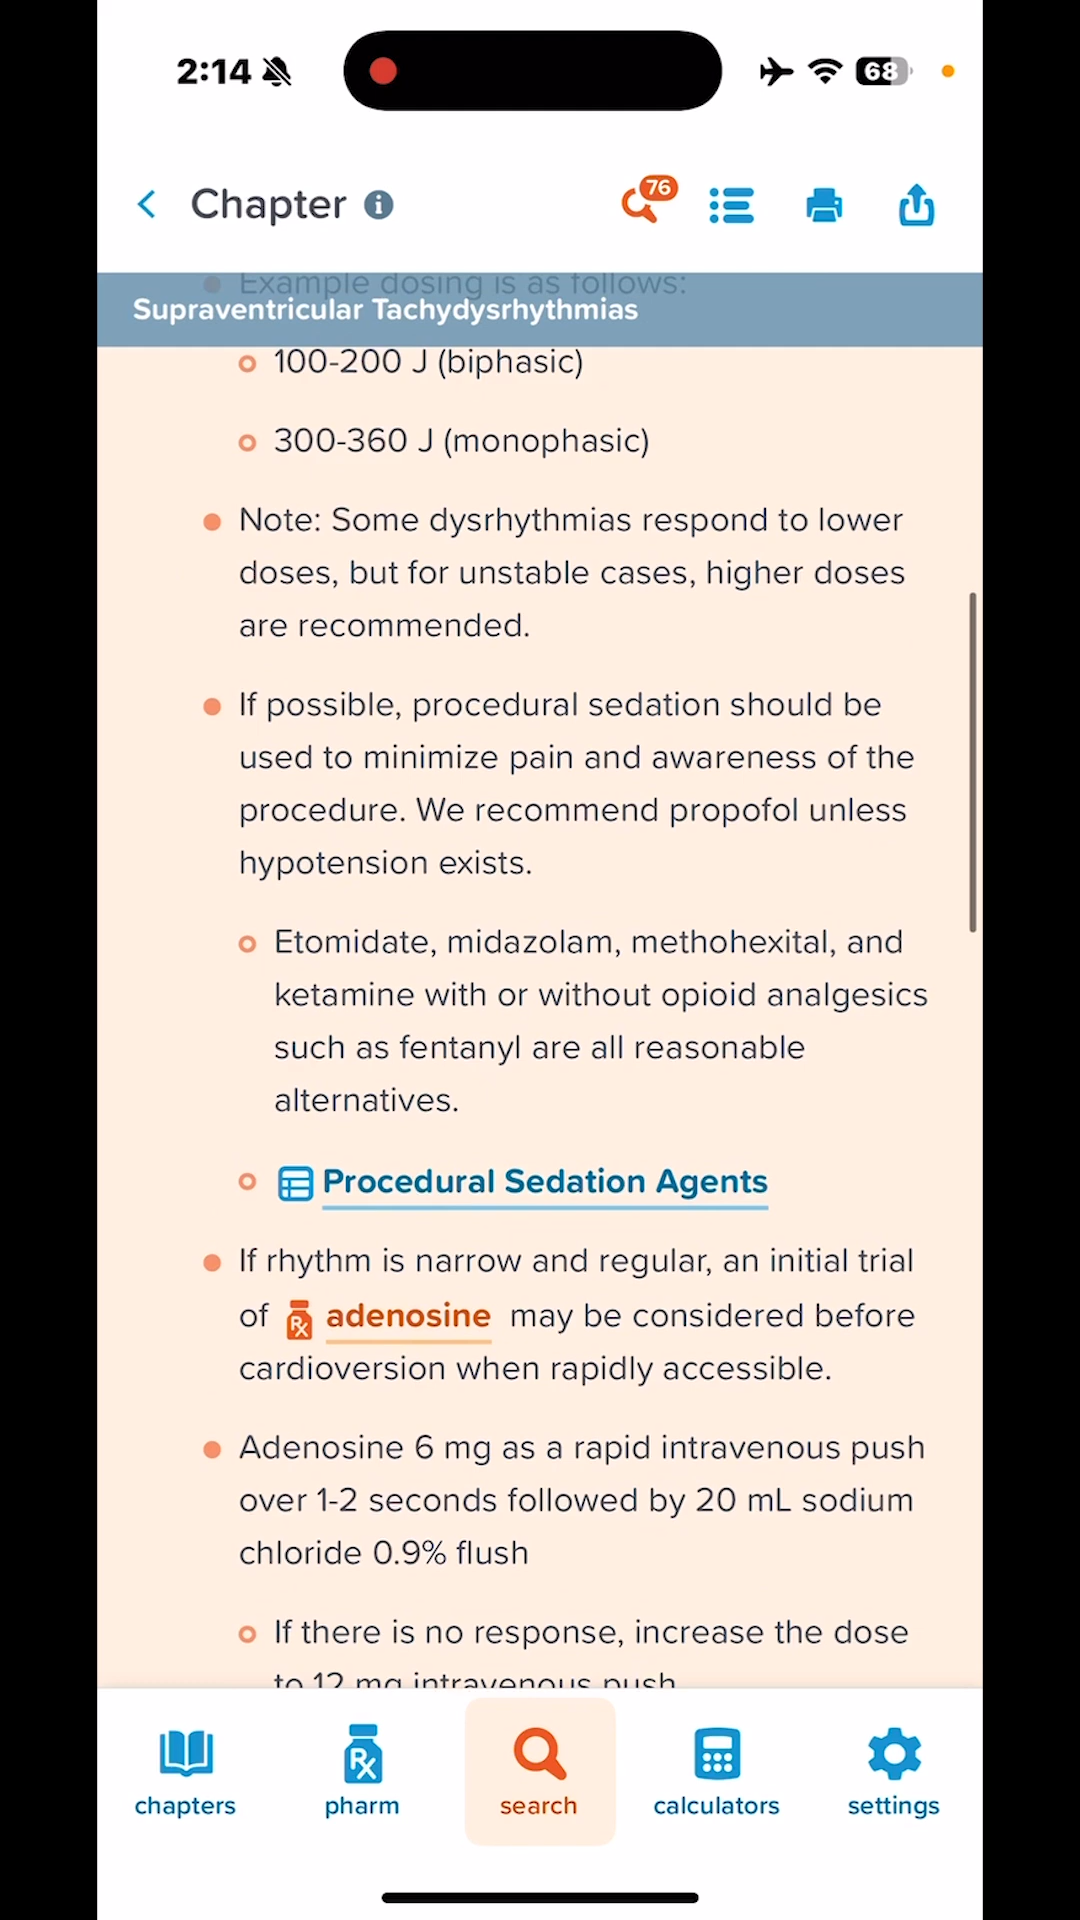 2:14
68
Chapter
76
Example dosing is as follows:
Supraventricular Tachydysrhythmias
100-200 J (biphasic)
300-360 J (monophasic)
Note: Some dysrhythmias respond to lower
doses, but for unstable cases, higher doses
are recommended.
If possible, procedural sedation should be
used to minimize pain and awareness of the
procedure. We recommend propofol unless
hypotension exists.
Etomidate, midazolam, methohexital, and
ketamine with or without opioid analgesics
such as fentanyl are all reasonable
alternatives.
Procedural Sedation Agents
If rhythm is narrow and regular, an initial trial
of adenosine may be considered before
cardioversion when rapidly accessible.
Adenosine 6 mg as a rapid intravenous push
over 1-2 seconds followed by 20 mL sodium
chloride 0.9% flush
If there is no response, increase the dose
to 12 mg intravenous push
chapters
pharm
search
calculators
settings